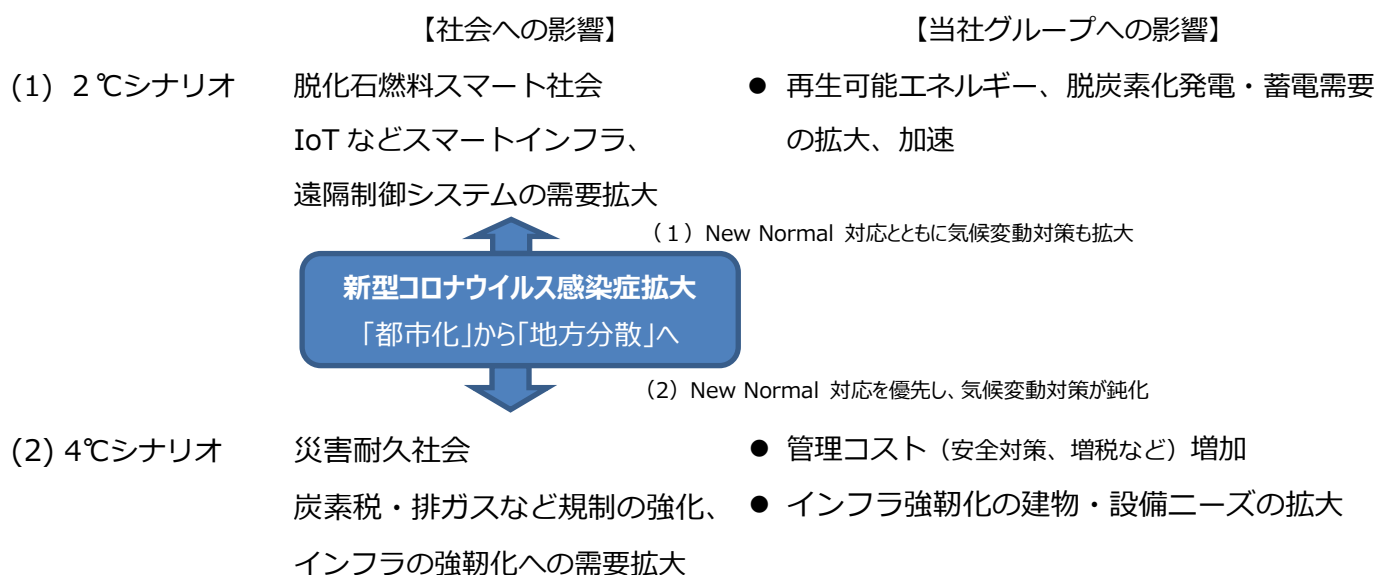 【社会への影響】 【当社グループへの影響】
(1) 2℃シナリオ 脱化石燃料スマート社会 ● 再生可能エネルギー、脱炭素化発電・蓄電需要
IoT などスマートインフラ、 の拡大、加速
遠隔制御システムの需要拡大
（1）New Normal 対応とともに気候変動対策も拡大
新型コロナウイルス感染症拡大
「都市化」から「地方分散」へ
（2）New Normal 対応を優先し、気候変動対策が鈍化
(2) 4℃シナリオ 災害耐久社会 ● 管理コスト（安全対策、増税など）増加
炭素税・排ガスなど規制の強化、 ● インフラ強靭化の建物・設備ニーズの拡大
インフラの強靭化への需要拡大